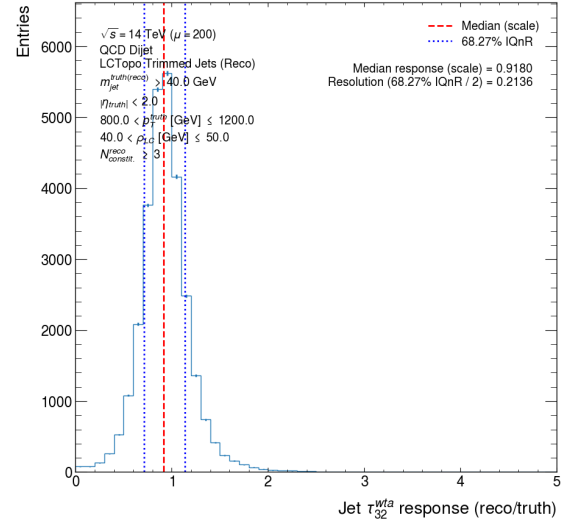 Entries
√s = 14 TeV (μ = 200)
QCD Dijet
LCTopo Trimmed Jets (Reco)
m_jet^truth(reco) > 40.0 GeV
|η_truth| < 2.0
800.0 < p_T^truth [GeV] ≤ 1200.0
40.0 < ρ_LC [GeV] ≤ 50.0
N_constit.^reco ≥ 3
Median (scale)
68.27% IQnR
Median response (scale) = 0.9180
Resolution (68.27% IQnR / 2) = 0.2136
6000
5000
4000
3000
2000
1000
0
0 1 2 3 4 5
Jet τ_32^wta response (reco/truth)